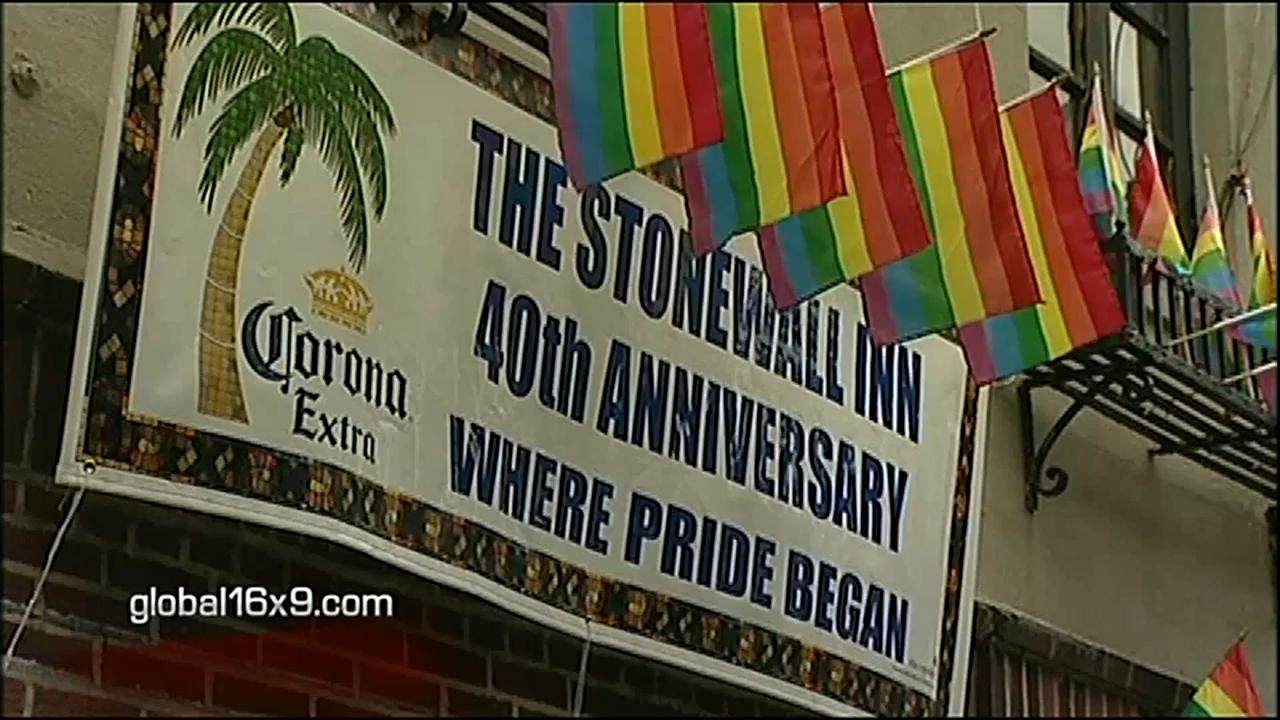 THE STONEWALL INN
40th ANNIVERSARY
WHERE PRIDE BEGAN
Corona
Extra
global16x9.com